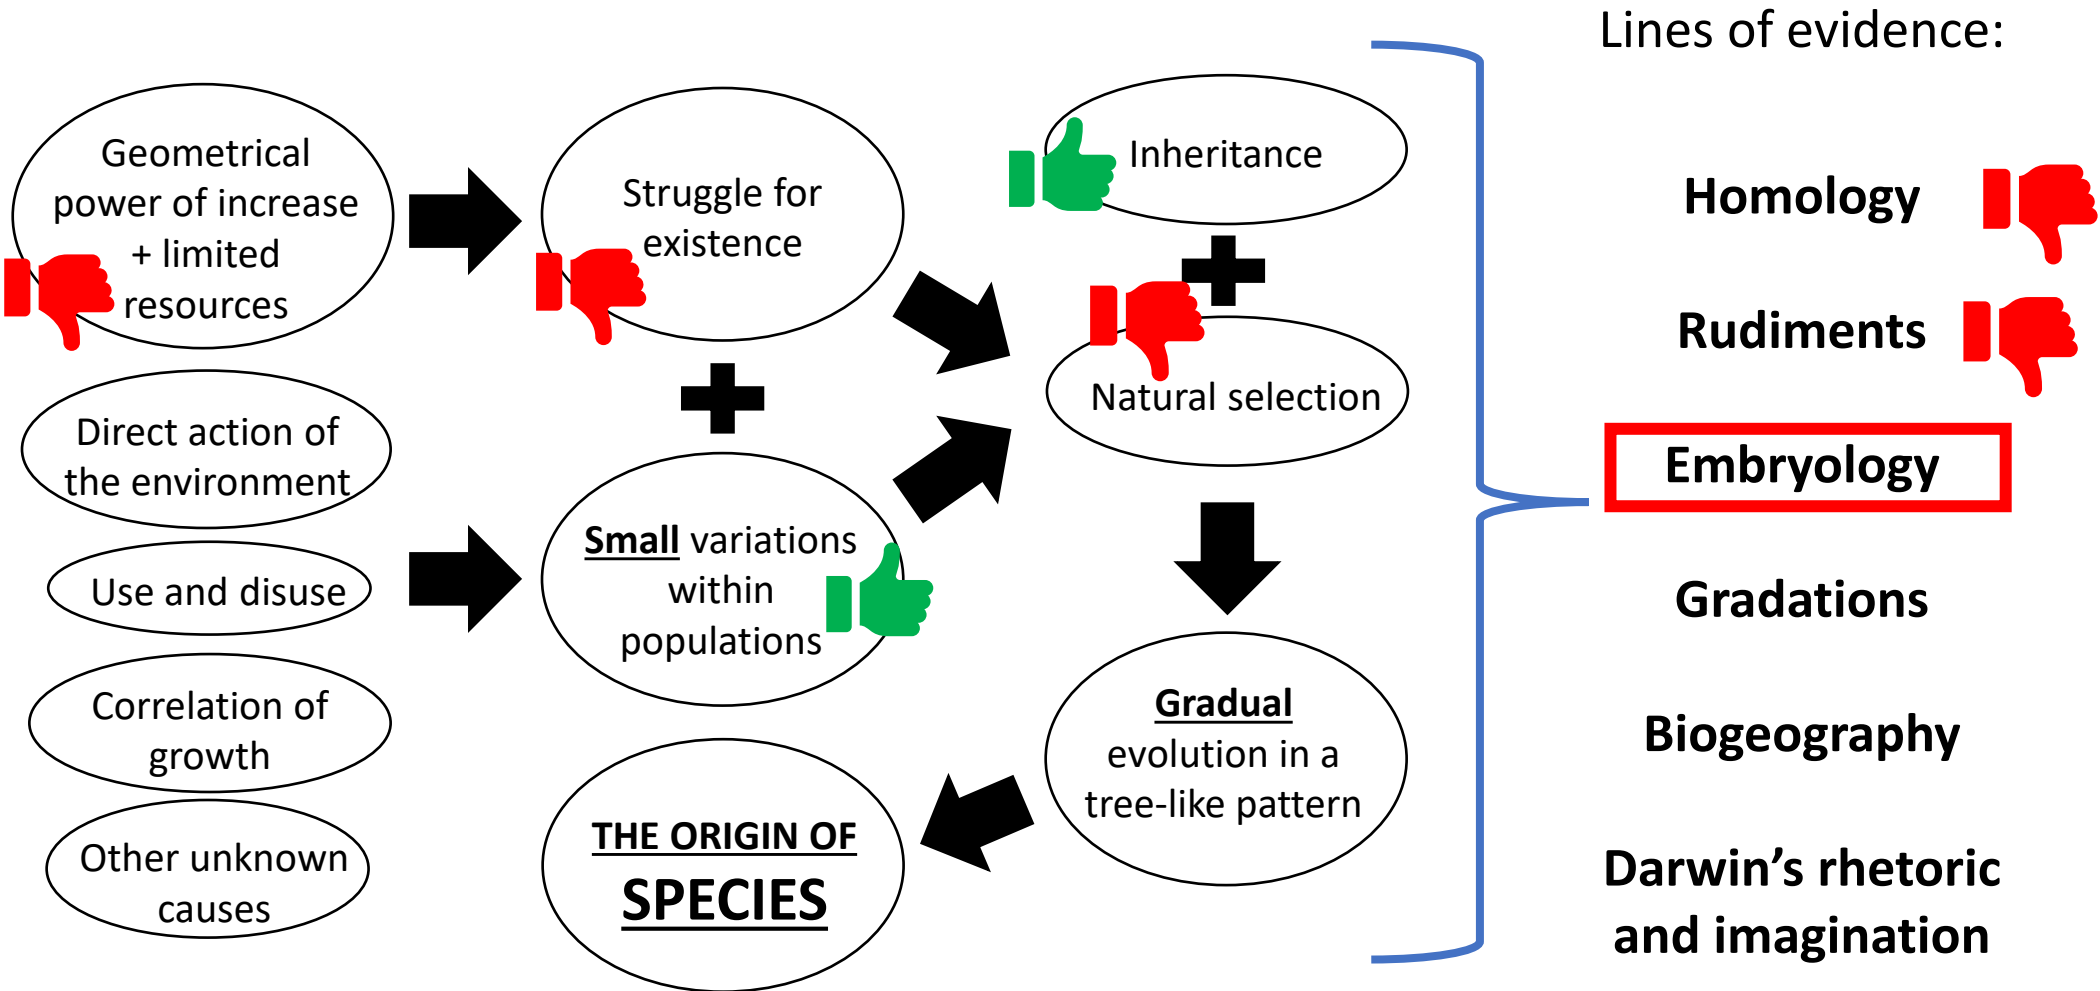 Lines of evidence:
Geometrical
power of increase
+ limited
resources
Struggle for
existence
Inheritance
Natural selection
Direct action of
the environment
Use and disuse
Correlation of
growth
Other unknown
causes
Small variations
within
populations
Gradual
evolution in a
tree-like pattern
THE ORIGIN OF
SPECIES
Homology
Rudiments
Embryology
Gradations
Biogeography
Darwin’s rhetoric
and imagination